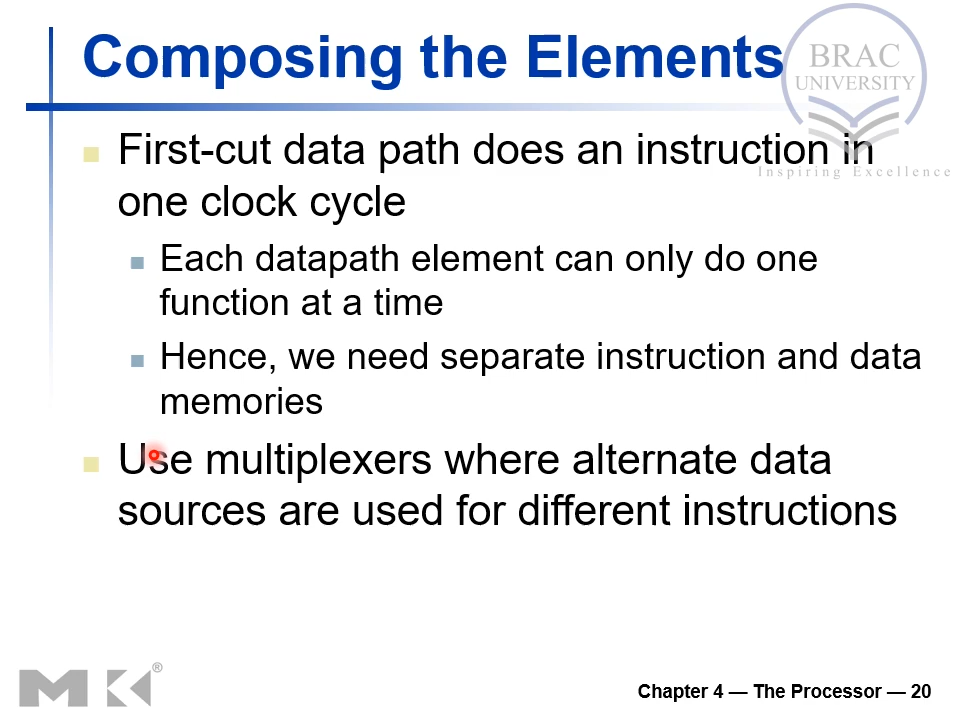 Composing the Elements
BRAC
UNIVERSITY
Inspiring Excellence
First-cut data path does an instruction in
one clock cycle
Each datapath element can only do one
function at a time
Hence, we need separate instruction and data
memories
Use multiplexers where alternate data
sources are used for different instructions
MK®
Chapter 4 — The Processor — 20